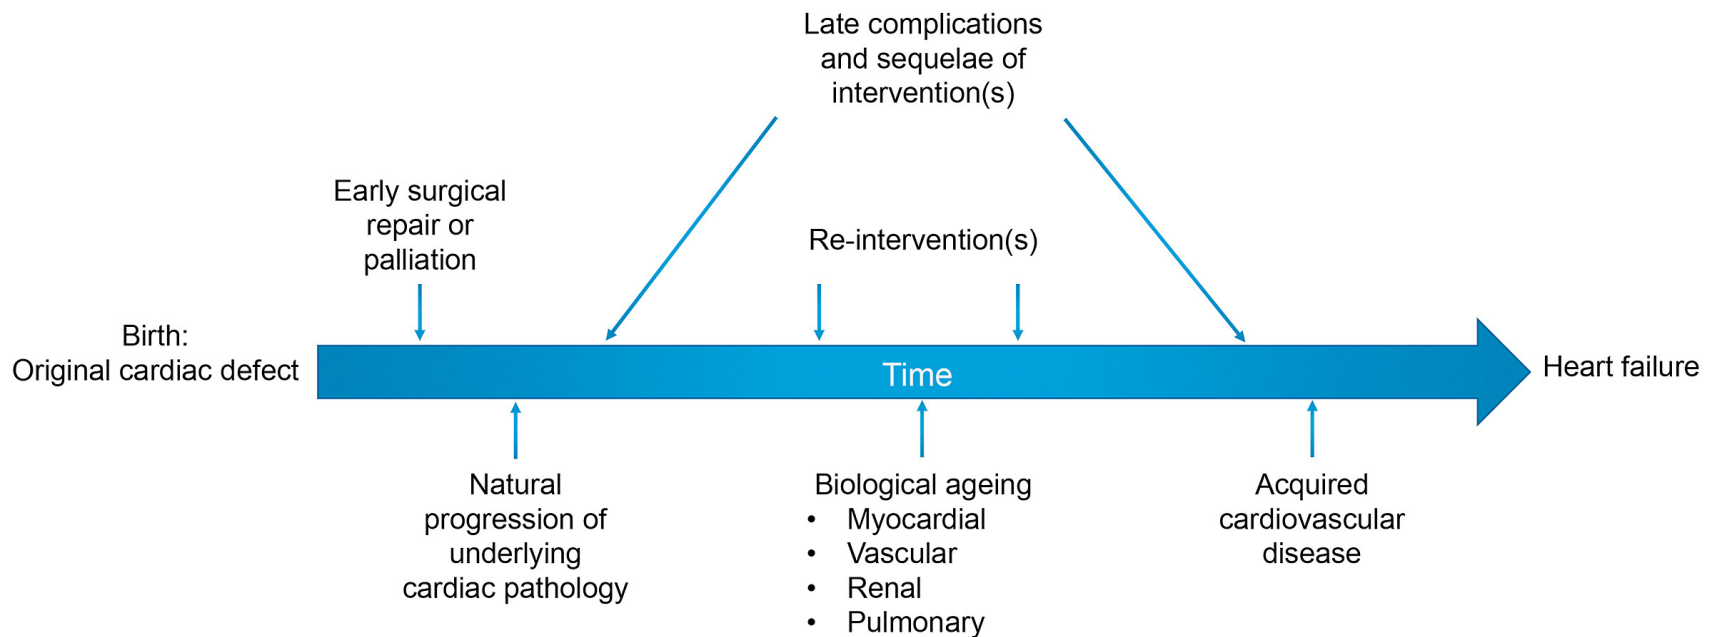 Late complications
and sequelae of
intervention(s)
Early surgical
repair or
palliation
Re-intervention(s)
Birth:
Original cardiac defect
Time
Heart failure
Natural
progression of
underlying
cardiac pathology
Biological ageing
• Myocardial
• Vascular
• Renal
• Pulmonary
Acquired
cardiovascular
disease